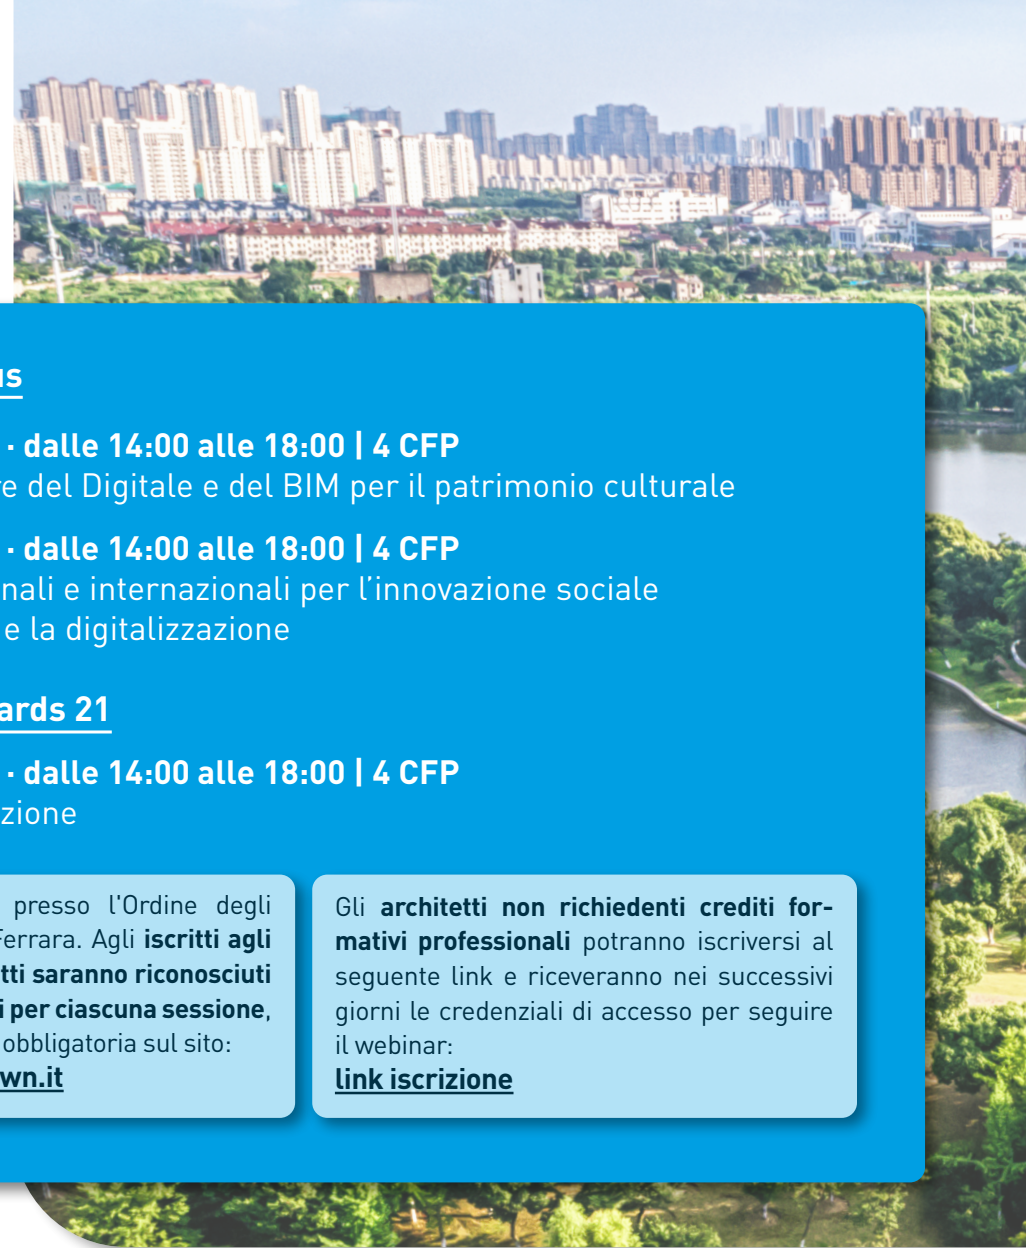 us
· dalle 14:00 alle 18:00 | 4 CFP
e del Digitale e del BIM per il patrimonio culturale
· dalle 14:00 alle 18:00 | 4 CFP
nali e internazionali per l'innovazione sociale
e la digitalizzazione
ards 21
· dalle 14:00 alle 18:00 | 4 CFP
zione
presso l'Ordine degli
Ferrara. Agli iscritti agli
tti saranno riconosciuti
i per ciascuna sessione,
obbligatoria sul sito:
wn.it
Gli architetti non richiedenti crediti for-
mativi professionali potranno iscriversi al
seguente link e riceveranno nei successivi
giorni le credenziali di accesso per seguire
il webinar:
link iscrizione